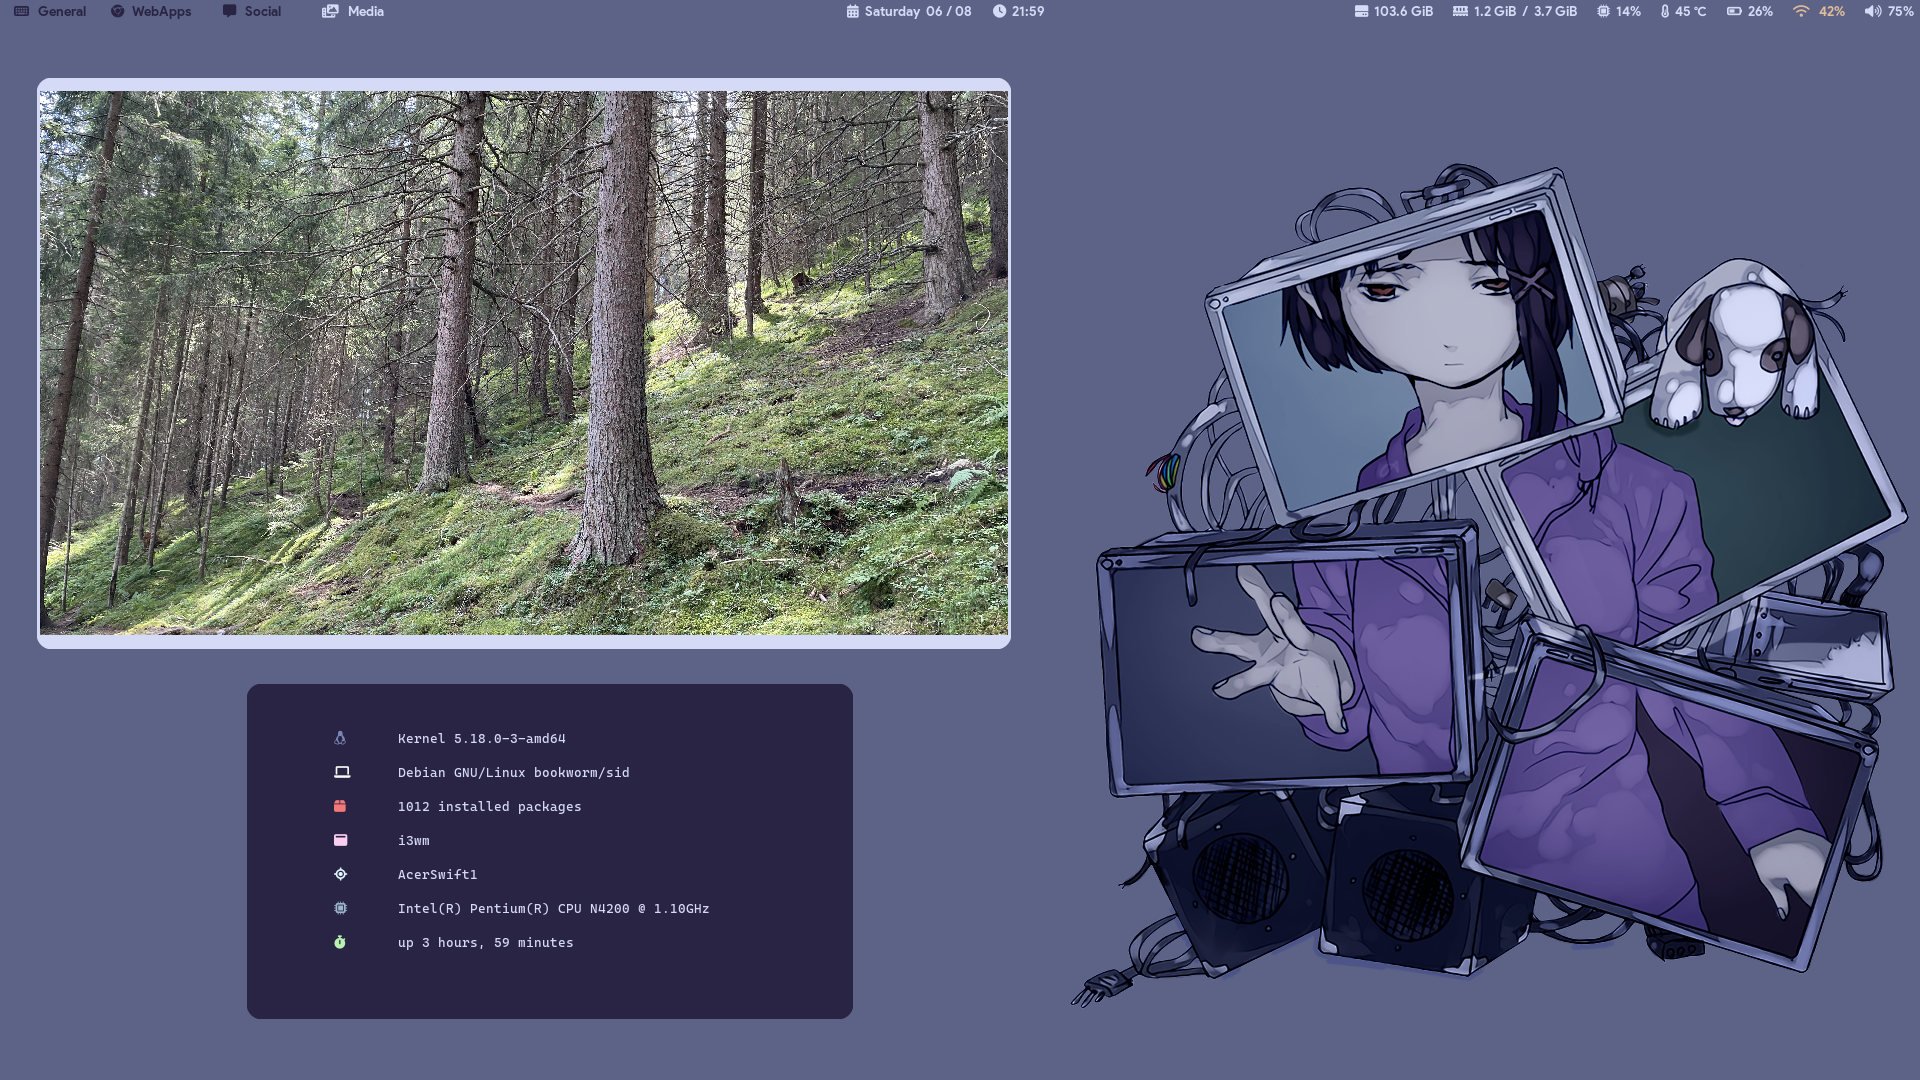 General WebApps Social Media Saturday 06 / 08 21:59 103.6 GiB 1.2 GiB / 3.7 GiB 14% 45 °C 26% 42% 75%
Kernel 5.18.0-3-amd64
Debian GNU/Linux bookworm/sid
1012 installed packages
i3wm
AcerSwift1
Intel(R) Pentium(R) CPU N4200 @ 1.10GHz
up 3 hours, 59 minutes